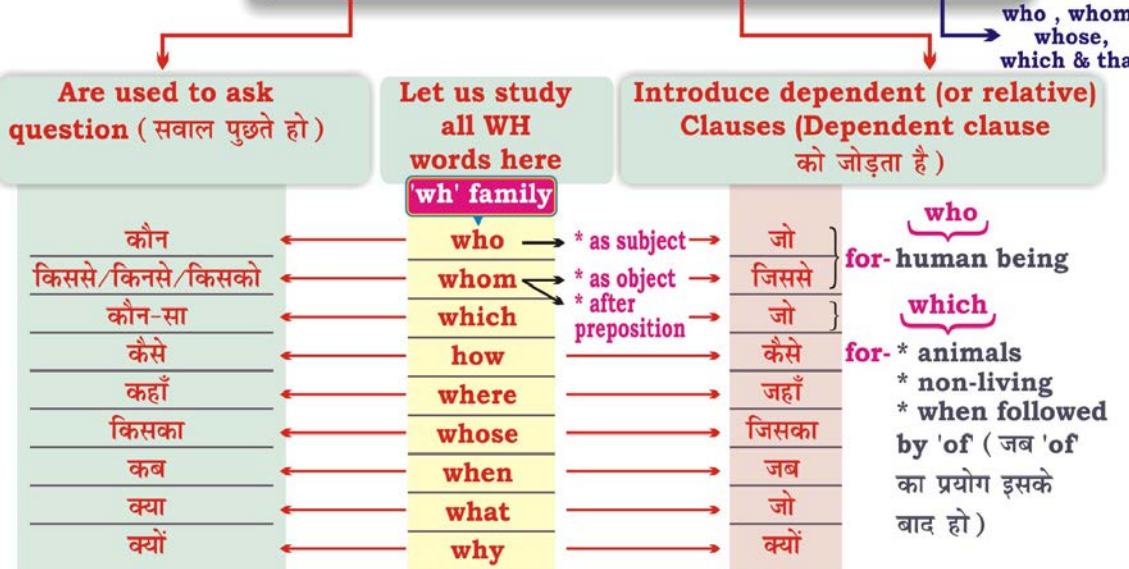 who , whom
whose,
which & tha
Are used to ask
question ( सवाल पुछते हो )
Let us study
all WH
words here
Introduce dependent (or relative)
Clauses (Dependent clause
को जोड़ता है )
'wh' family
कौन who * as subject जो
किससे/किनसे/किसको whom * as object जिससे
* after
preposition
कौन-सा which जो
कैसे how कैसे
कहाँ where जहाँ
किसका whose जिसका
कब when जब
क्या what जो
क्यों why क्यों
who
for- human being
which
for- * animals
* non-living
* when followed
by 'of' ( जब 'of'
का प्रयोग इसके
बाद हो )